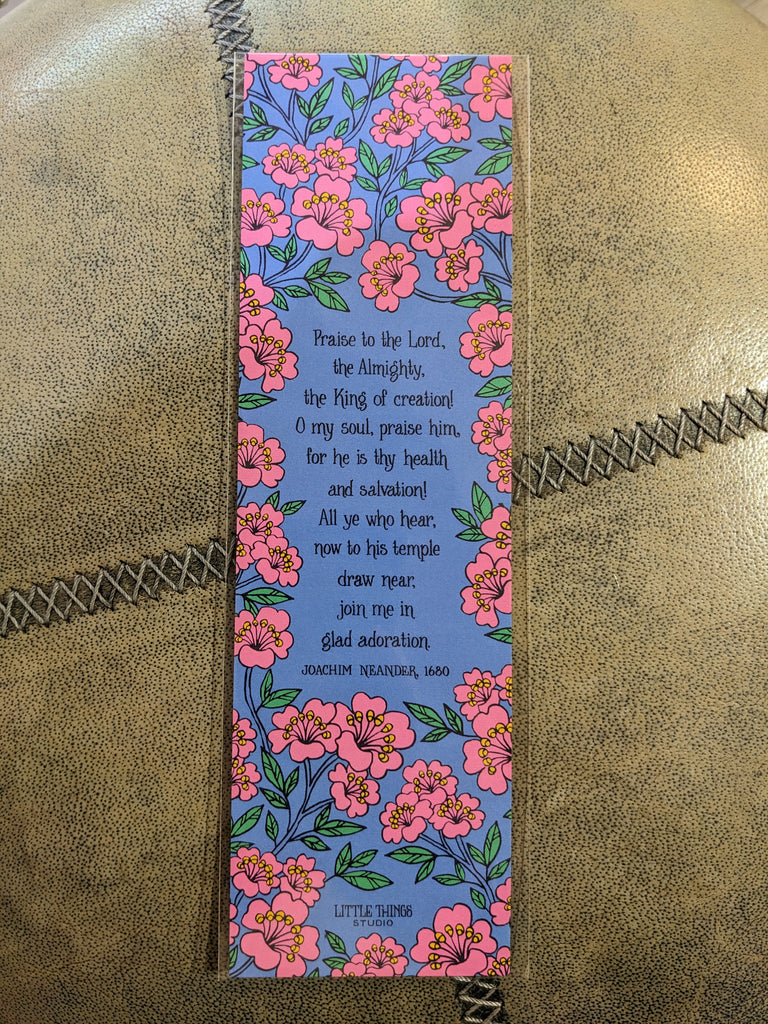 Praise to the Lord,
the Almighty,
the King of creation!
O my soul, praise him,
for he is thy health
and salvation!
All ye who hear,
now to his temple
draw near,
join me in
glad adoration.
JOACHIM NEANDER, 1680
LITTLE THINGS
STUDIO